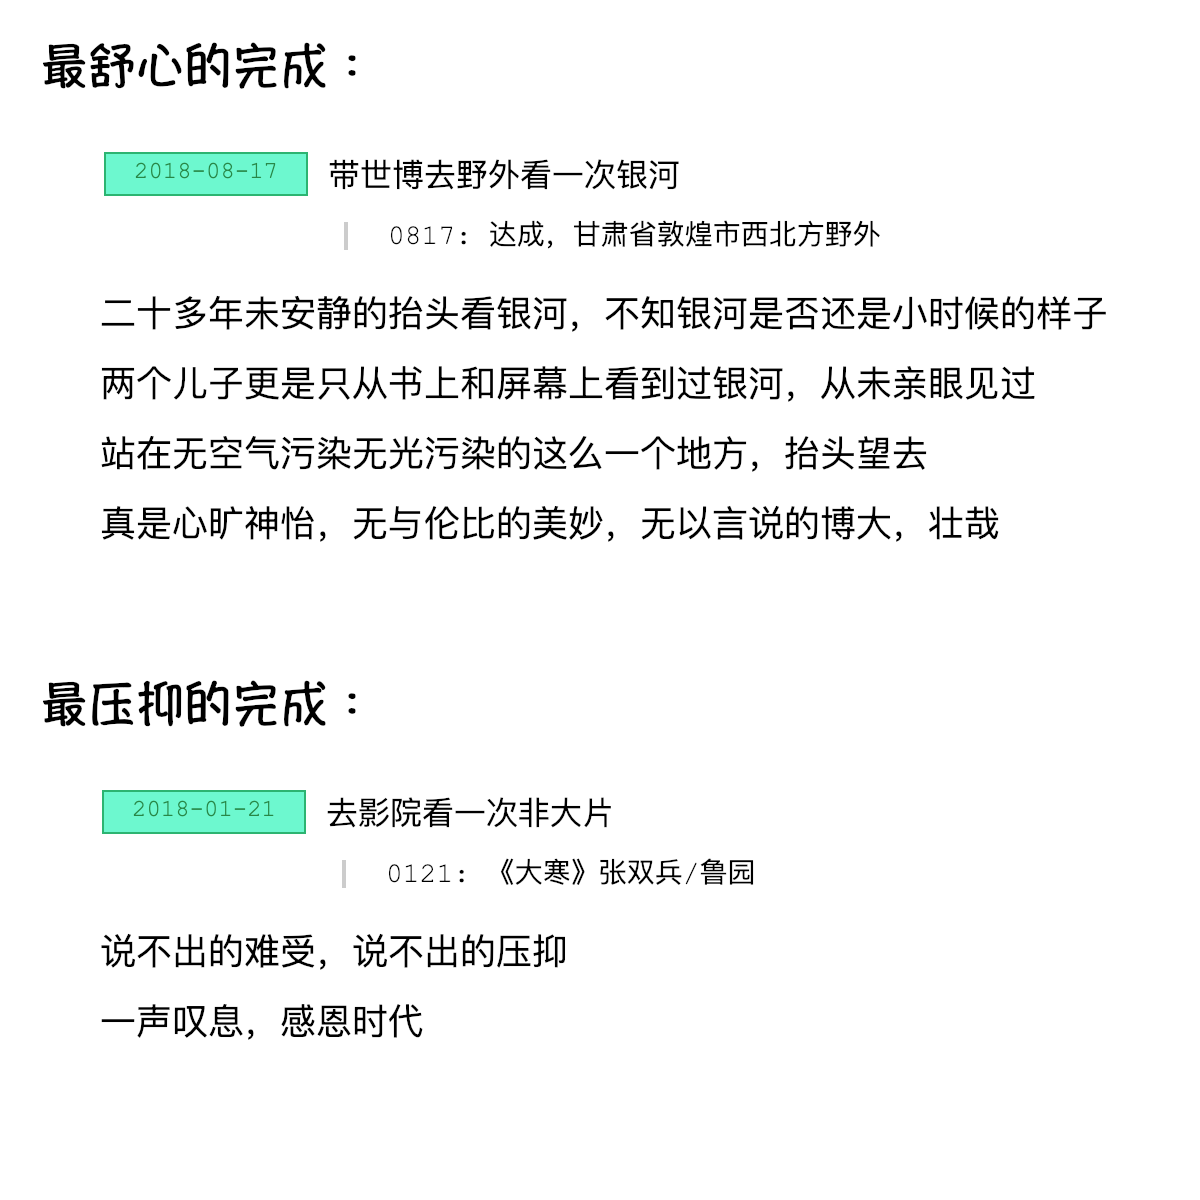 最舒心的完成：
2018-08-17 带世博去野外看一次银河
0817: 达成，甘肃省敦煌市西北方野外
二十多年未安静的抬头看银河，不知银河是否还是小时候的样子
两个儿子更是只从书上和屏幕上看到过银河，从未亲眼见过
站在无空气污染无光污染的这么一个地方，抬头望去
真是心旷神怡，无与伦比的美妙，无以言说的博大，壮哉
最压抑的完成：
2018-01-21 去影院看一次非大片
0121: 《大寒》张双兵/鲁园
说不出的难受，说不出的压抑
一声叹息，感恩时代